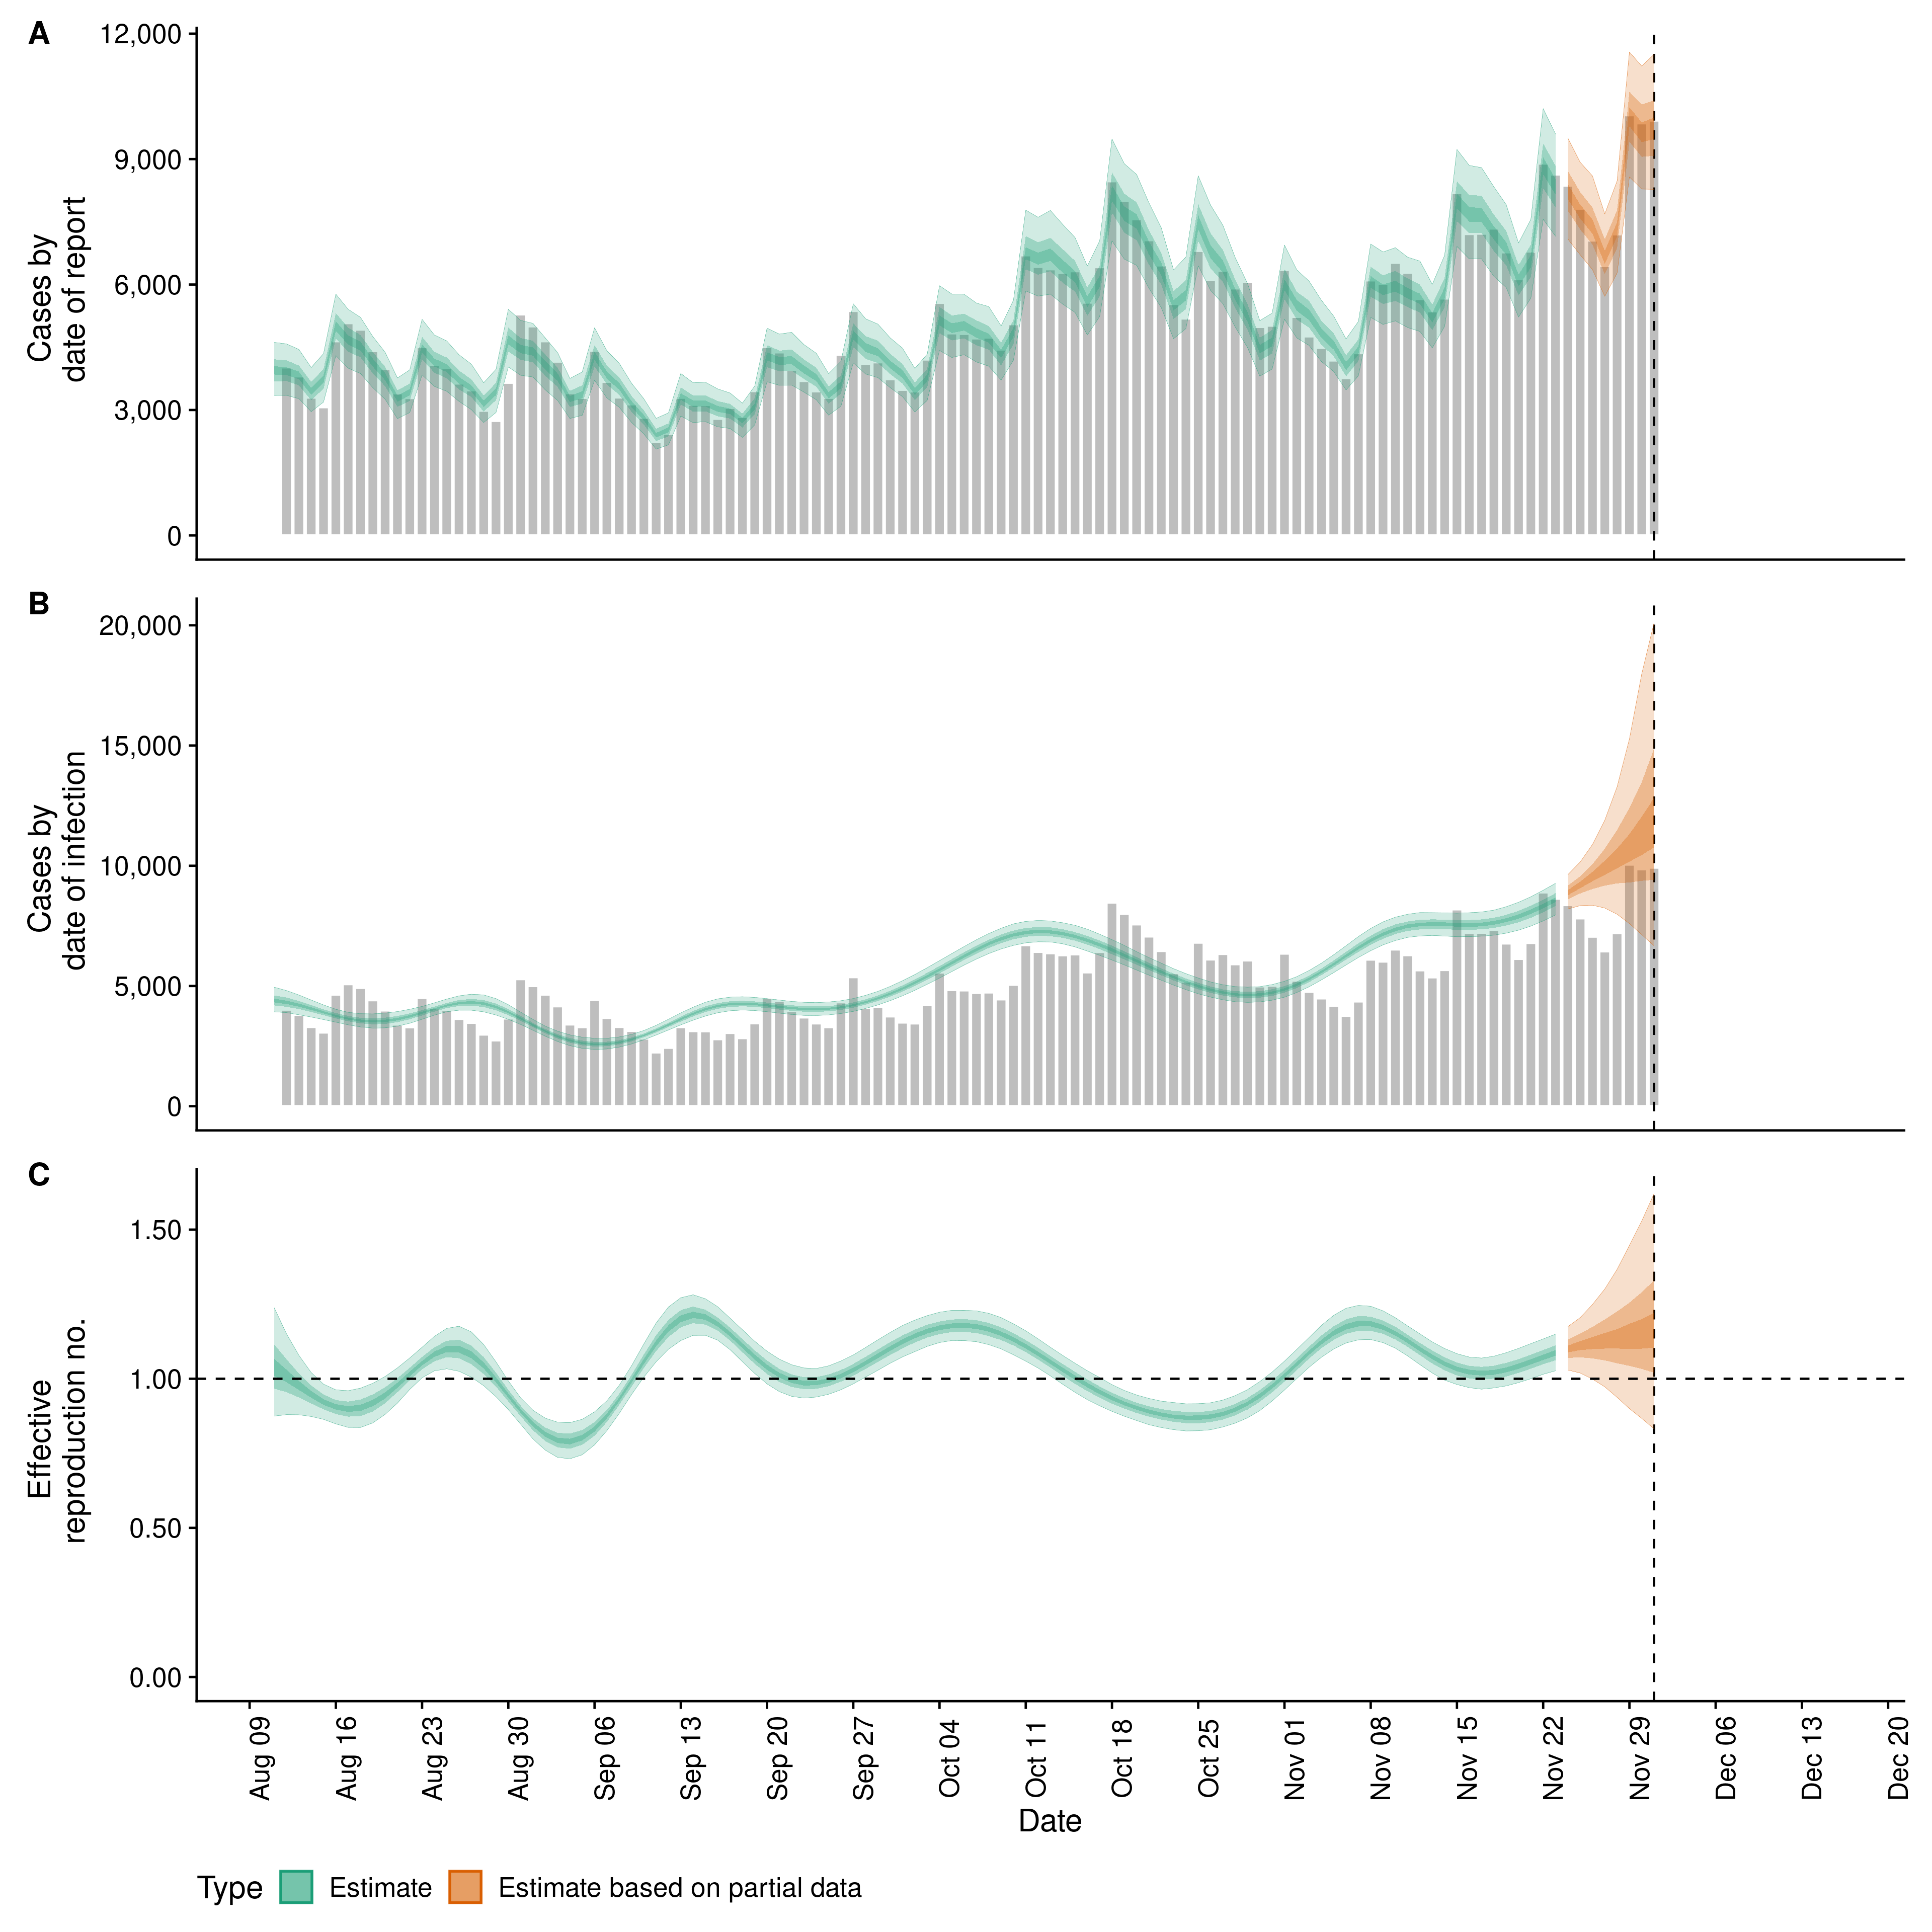 A
12,000
9,000
6,000
3,000
0
Cases by
date of report
B
20,000
15,000
10,000
5,000
0
Cases by
date of infection
C
1.50
1.00
0.50
0.00
Effective
reproduction no.
Aug 09
Aug 16
Aug 23
Aug 30
Sep 06
Sep 13
Sep 20
Sep 27
Oct 04
Oct 11
Oct 18
Oct 25
Nov 01
Nov 08
Nov 15
Nov 22
Nov 29
Dec 06
Dec 13
Dec 20
Date
Type Estimate Estimate based on partial data